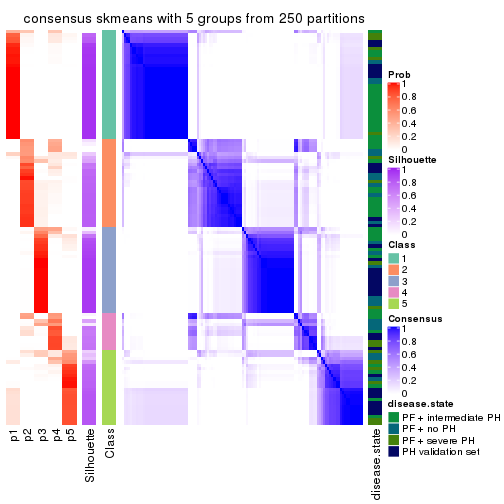 consensus skmeans with 5 groups from 250 partitions
Prob
1
0.8
0.6
0.4
0.2
0
Silhouette
1
0.8
0.6
0.4
0.2
0
Class
1
2
3
4
5
Consensus
1
0.8
0.6
0.4
0.2
0
disease.state
PF + intermediate PH
PF + no PH
PF + severe PH
PH validation set
p1
p2
p3
p4
p5
Silhouette
Class
disease.state